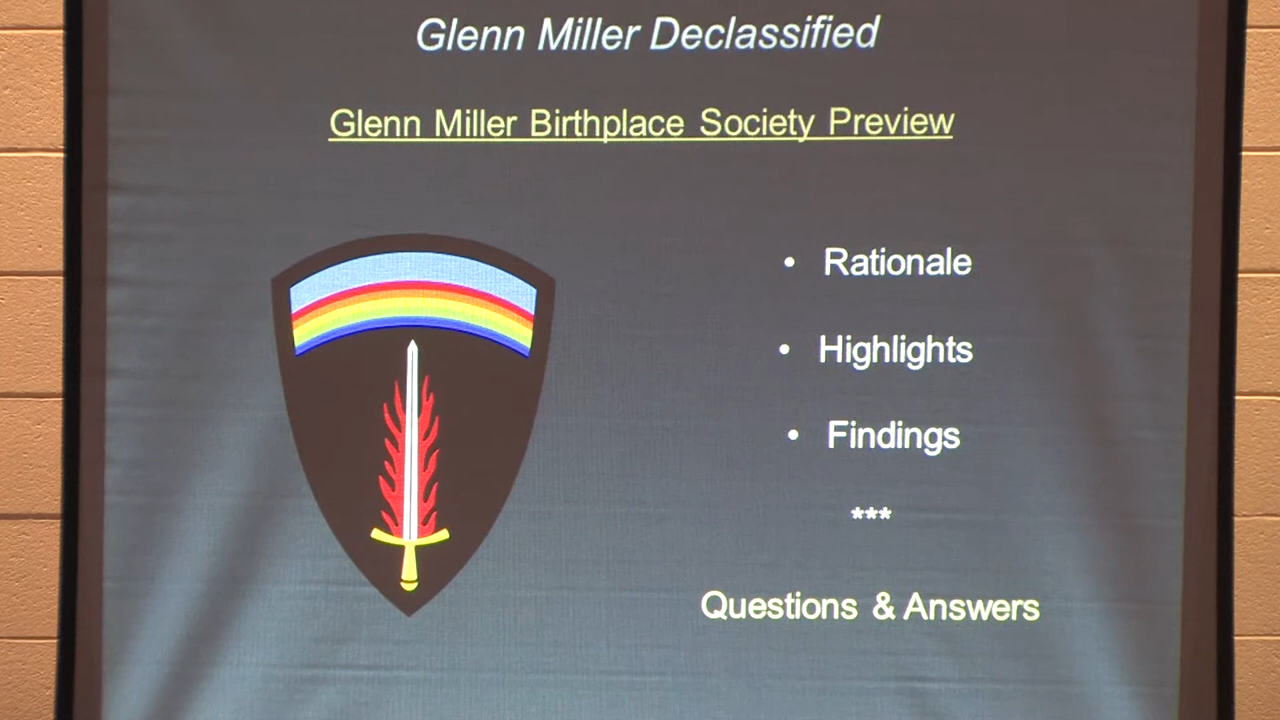 Glenn Miller Declassified
Glenn Miller Birthplace Society Preview
• Rationale
• Highlights
• Findings
***
Questions & Answers